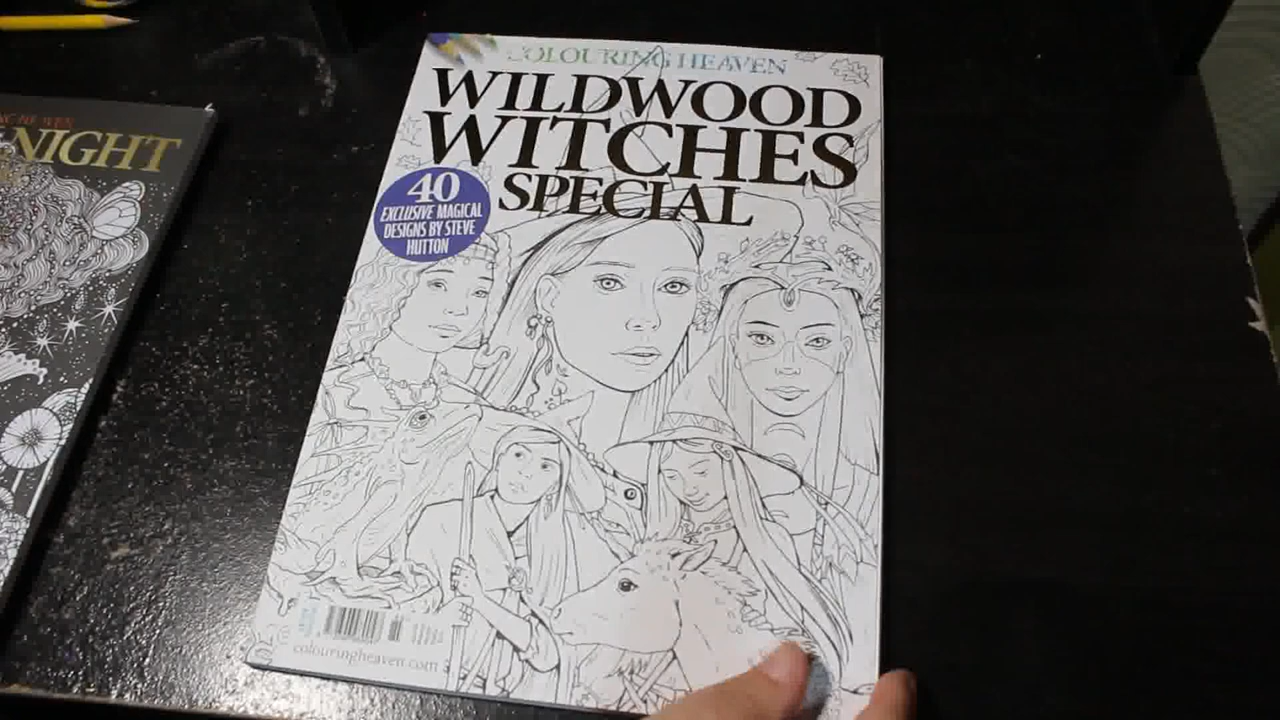 COLOURING HEAVEN
WILDWOOD
WITCHES
SPECIAL
40
EXCLUSIVE MAGICAL
DESIGNS BY STEVE
HUTTON
colouringheaven.com
NIGHT